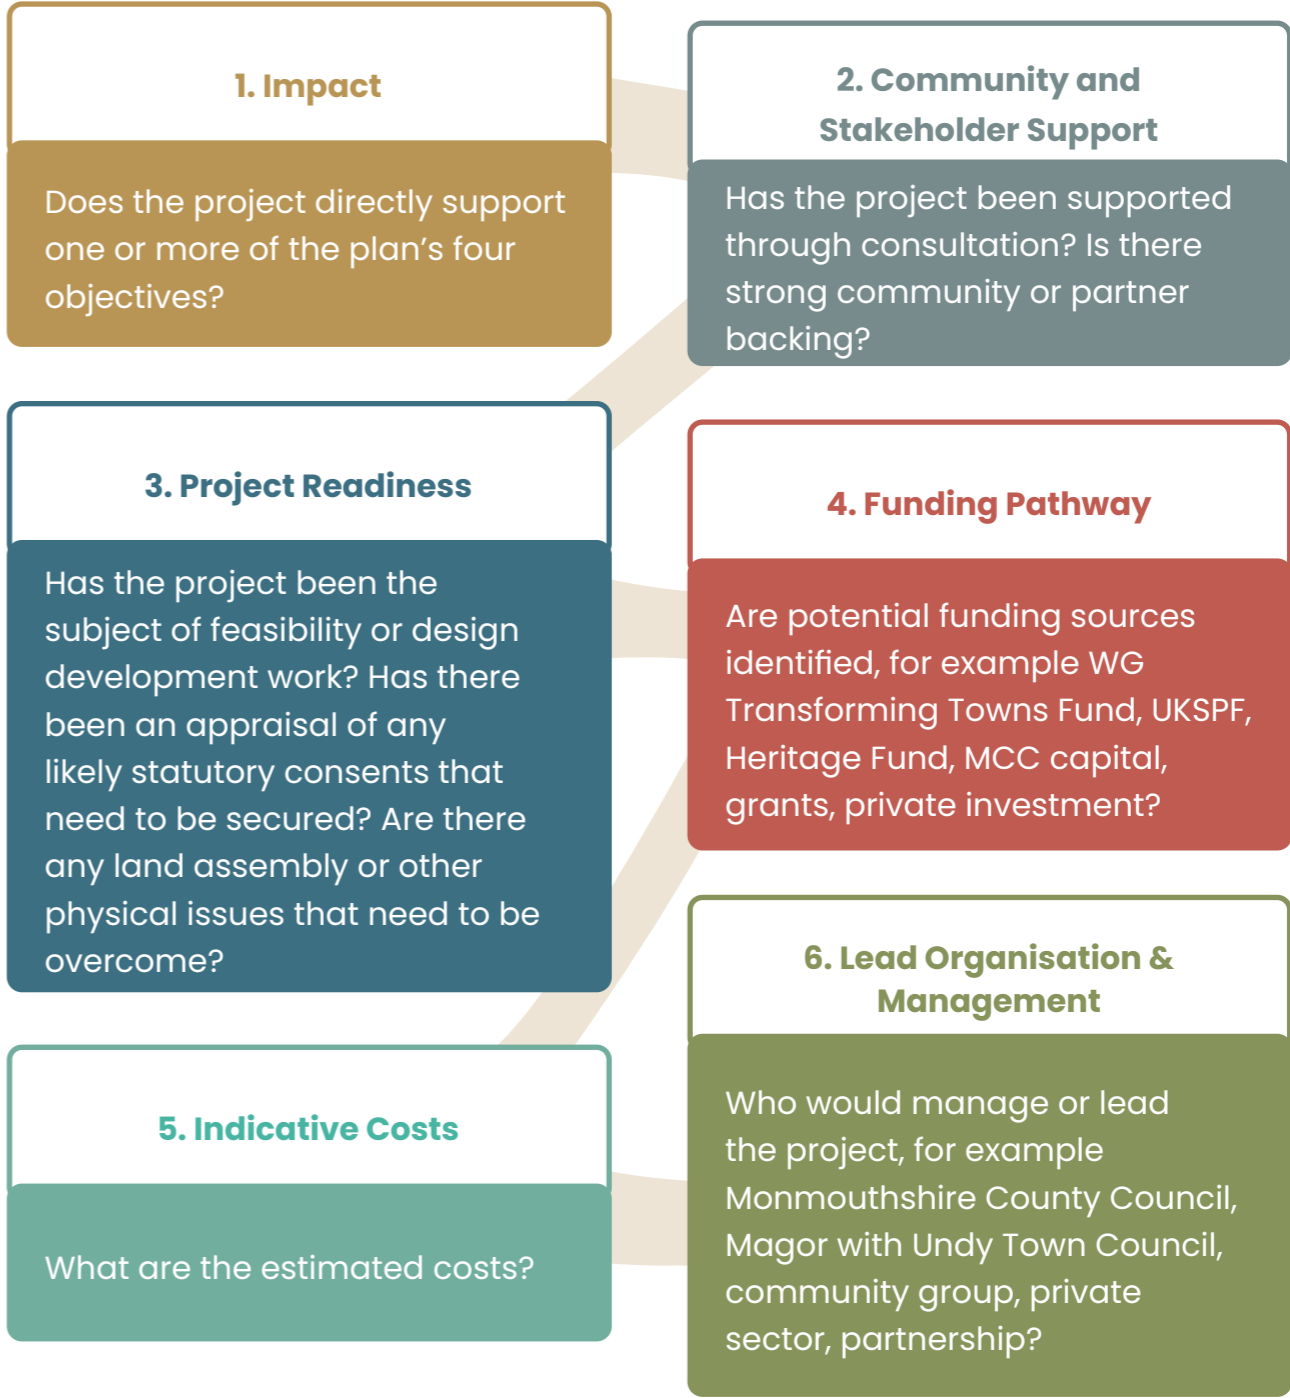 1. Impact
Does the project directly support
one or more of the plan’s four
objectives?
2. Community and
Stakeholder Support
Has the project been supported
through consultation? Is there
strong community or partner
backing?
3. Project Readiness
Has the project been the
subject of feasibility or design
development work? Has there
been an appraisal of any
likely statutory consents that
need to be secured? Are there
any land assembly or other
physical issues that need to be
overcome?
4. Funding Pathway
Are potential funding sources
identified, for example WG
Transforming Towns Fund, UKSPF,
Heritage Fund, MCC capital,
grants, private investment?
5. Indicative Costs
What are the estimated costs?
6. Lead Organisation &
Management
Who would manage or lead
the project, for example
Monmouthshire County Council,
Magor with Undy Town Council,
community group, private
sector, partnership?